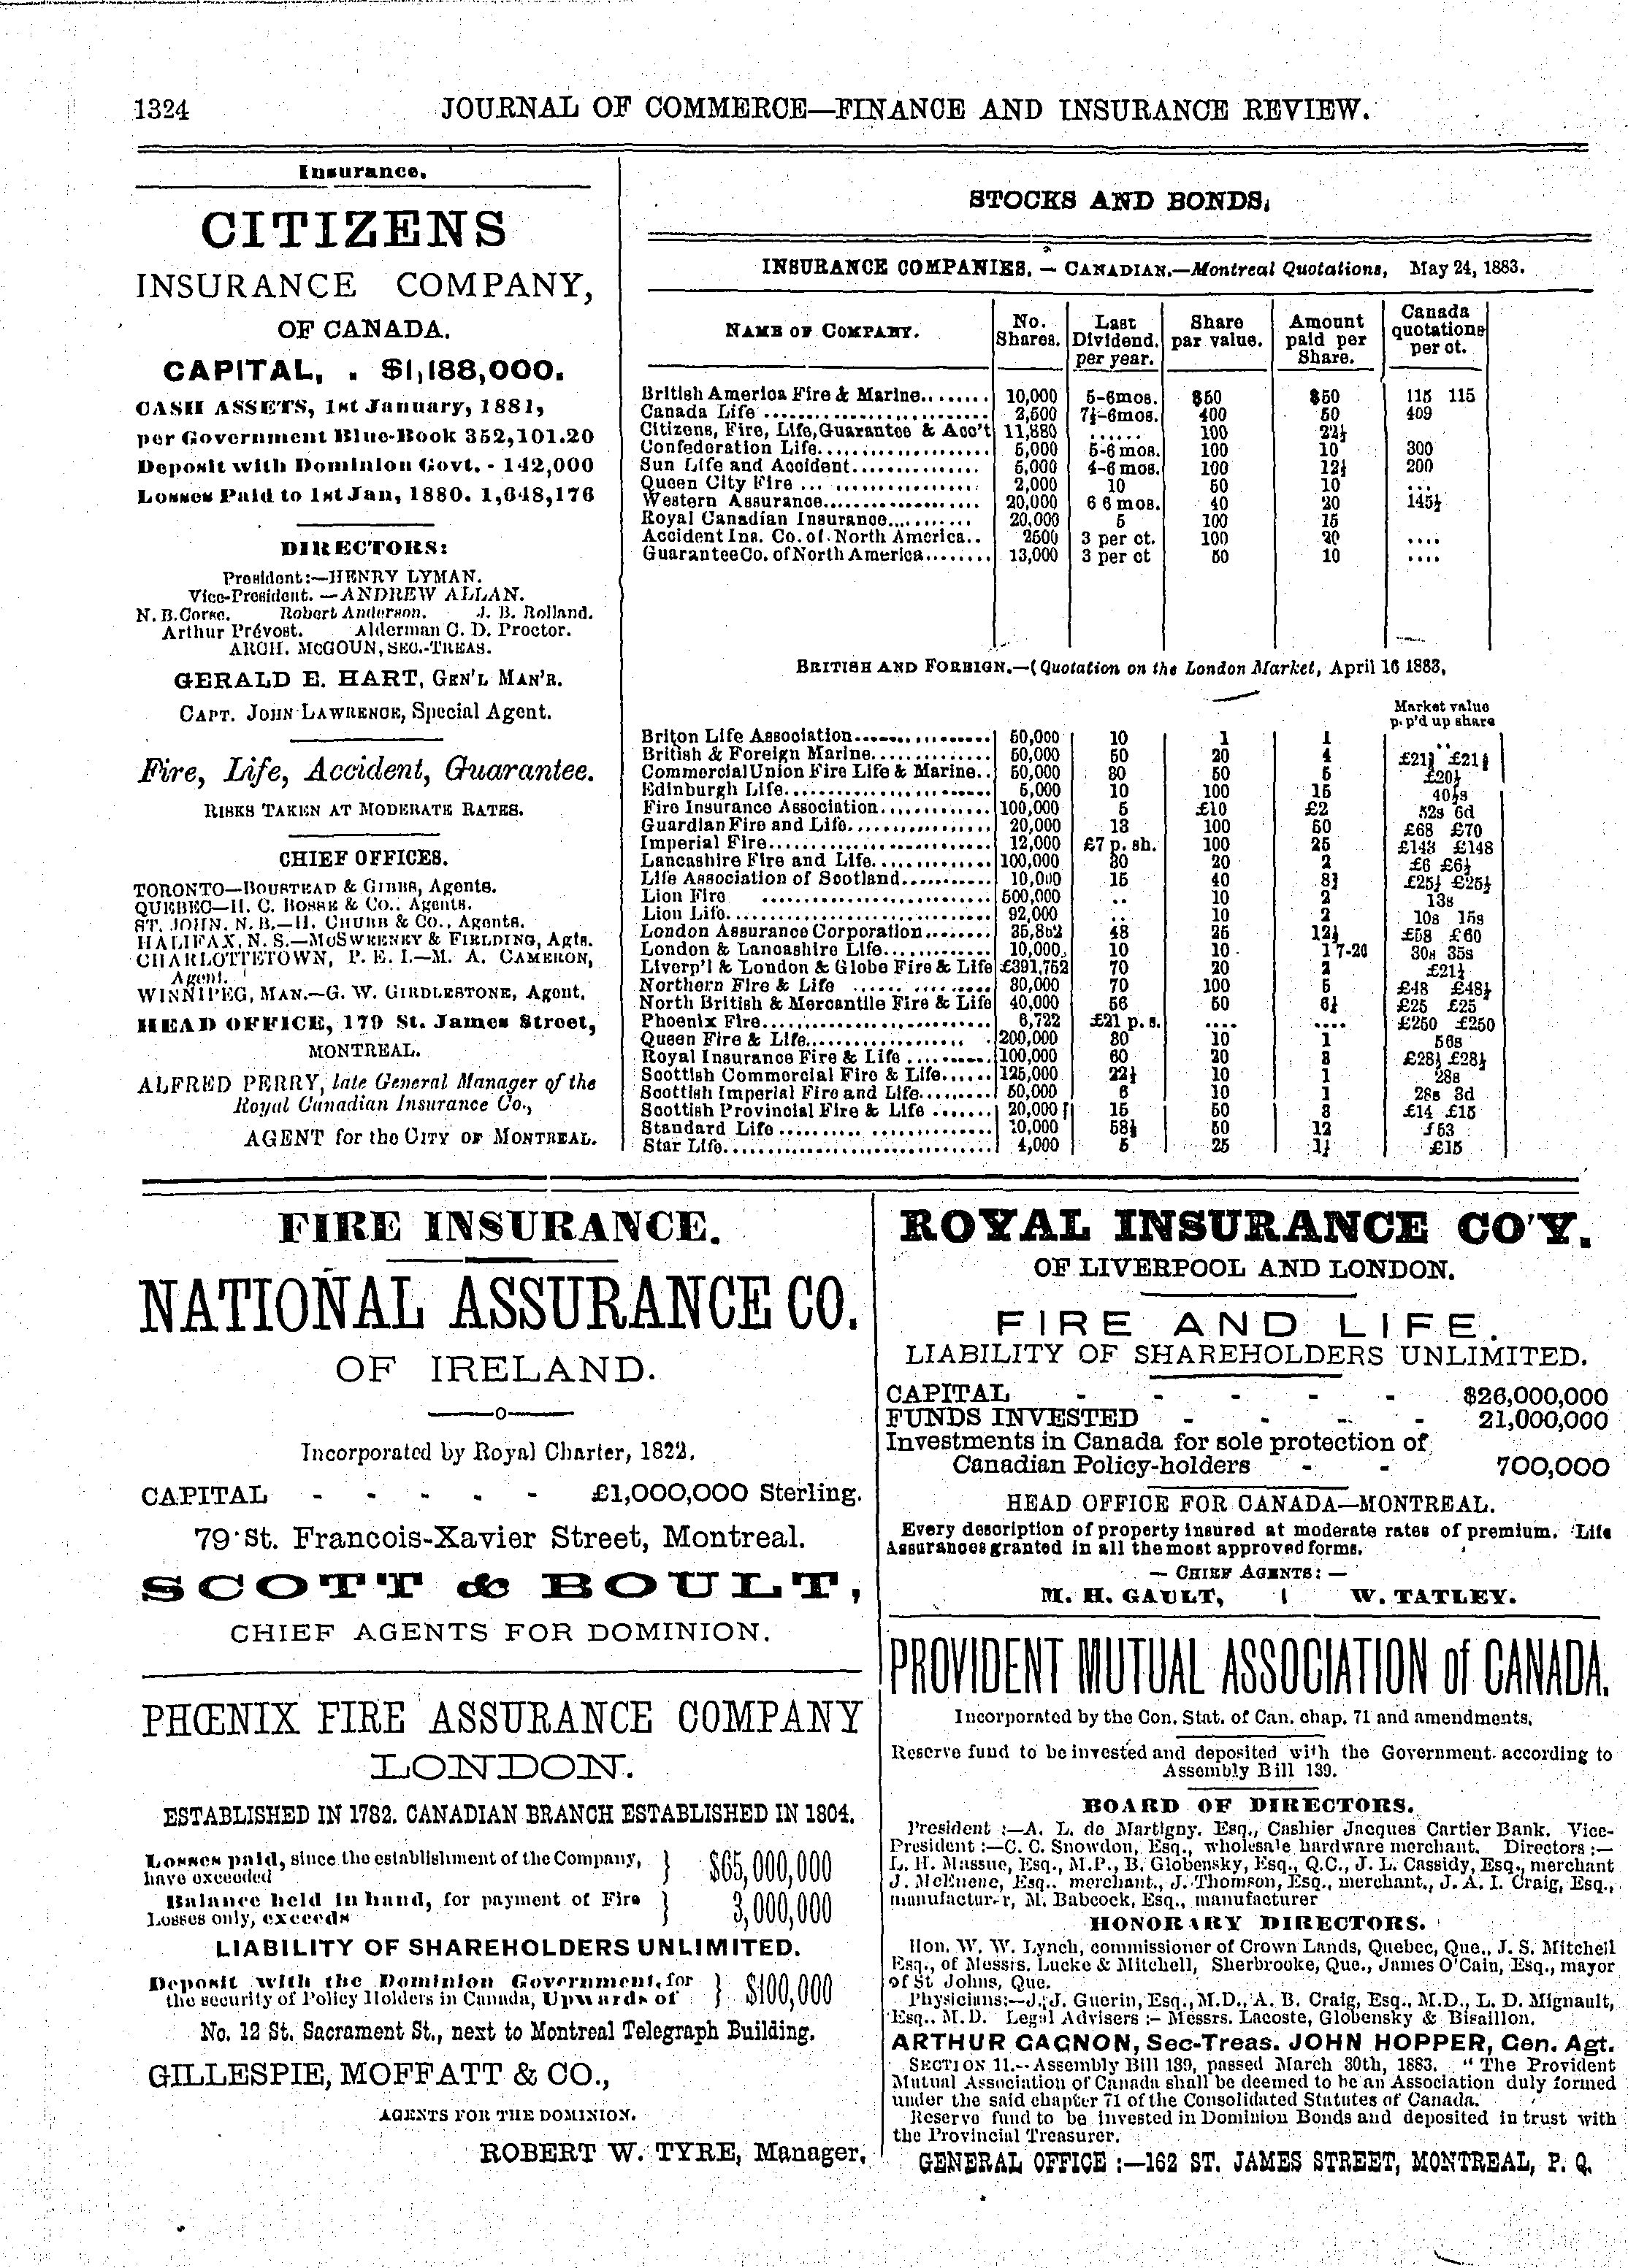 1324 JOURNAL OF COMMERCE—FINANCE AND INSURANCE REVIEW.
Insurance.
CITIZENS
INSURANCE COMPANY,
OF CANADA.
CAPITAL, . $1,188,000.
CASH ASSETS, 1st January, 1881,
per Government Blue-Book 352,101.20
Deposit with Dominion Govt. - 142,000
Losses Paid to 1st Jan, 1880. 1,648,176
DIRECTORS:
President:—HENRY LYMAN.
Vice-President.—ANDREW ALLAN.
N. B. Corse. Robert Anderson. J. B. Rolland.
Arthur Prévost. Alderman C. D. Proctor.
ARCH. MCGOUN, SEC.-TREAS.
GERALD E. HART, GEN'L MAN'R.
CAPT. JOHN LAWRENCE, Special Agent.
Fire, Life, Accident, Guarantee.
RISKS TAKEN AT MODERATE RATES.
CHIEF OFFICES.
TORONTO—BOUSTEAD & GIBBS, Agents.
QUEBEC—H. C. BOSSE & Co., Agents.
ST. JOHN, N. B.—H. CHUBB & Co., Agents.
HALIFAX, N. S.—MCSWEENEY & FIELDING, Agts.
CHARLOTTETOWN, P. E. I.—M. A. CAMERON,
Agent.
WINNIPEG, MAN.—G. W. GIRDLESTONE, Agent.
HEAD OFFICE, 179 St. James Street,
MONTREAL.
ALFRED PERRY, late General Manager of the
Royal Canadian Insurance Co.,
AGENT for the CITY OF MONTREAL.
STOCKS AND BONDS.
INSURANCE COMPANIES. — CANADIAN.—Montreal Quotations, May 24, 1883.
NAME OF COMPANY. No. Shares. Last Dividend. per year. Share par value. Amount paid per Share. Canada quotations per ct.
British America Fire & Marine........ 10,000 5-6mos. $50 $50 115 115
Canada Life ........ 2,500 7½-6mos. 400 50 409
Citizens, Fire, Life, Guarantee & Acc't 11,880 ...... 100 22½
Confederation Life........ 5,000 5-6 mos. 100 10 300
Sun Life and Accident........ 5,000 4-6 mos. 100 12½ 200
Queen City Fire ........ 2,000 10 50 10 ...
Western Assurance........ 20,000 6 6 mos. 40 20 145½
Royal Canadian Insurance........ 20,000 5 100 15
Accident Ins. Co. of North America.. 2500 3 per ct. 100 20 ....
Guarantee Co. of North America........ 13,000 3 per ct 50 10 ....
BRITISH AND FOREIGN.—(Quotation on the London Market, April 16 1883,
Market value
p. p'd up share
Briton Life Association........ 50,000 10 1 1 ..
British & Foreign Marine........ 50,000 50 20 4 £21
Commercial Union Fire Life & Marine.. 50,000 30 50 5 £20½
Edinburgh Life........ 5,000 10 100 15 40½s
Fire Insurance Association........ 100,000 5 £10 £2 52s 6d
Guardian Fire and Life........ 20,000 13 100 50 £68 £70
Imperial Fire........ 12,000 £7 p. sh. 100 25 £143 £148
Lancashire Fire and Life........ 100,000 30 20 2 £6 £6½
Life Association of Scotland........ 10,000 15 40 8¾ £25½ £25½
Lion Fire ........ 500,000 .. 10 2 13s
Lion Life........ 92,000 .. 10 2 10s 15s
London Assurance Corporation........ 35,862 48 25 12½ £58 £60
London & Lancashire Life........ 10,000 10 10 1 7-20 30s 35s
Liverp'l & London & Globe Fire & Life £391,752 70 20 2 £21½
Northern Fire & Life ........ 30,000 70 100 5 £48 £48½
North British & Mercantile Fire & Life 40,000 56 50 6¼ £25 £25
Phoenix Fire........ 6,722 £21 p. s. .... .... £250 £250
Queen Fire & Life........ 200,000 30 10 1 56s
Royal Insurance Fire & Life ........ 100,000 60 20 3 £28½ £28½
Scottish Commercial Fire & Life...... 125,000 22½ 10 1 28s
Scottish Imperial Fire and Life........ 50,000 6 10 1 28s 3d
Scottish Provincial Fire & Life ....... 20,000 15 50 3 £14 £15
Standard Life ........ 10,000 58½ 50 12 £53
Star Life........ 4,000 5 25 1¼ £15
FIRE INSURANCE.
NATIONAL ASSURANCE CO.
OF IRELAND.
Incorporated by Royal Charter, 1822.
CAPITAL - - - - - £1,000,000 Sterling.
79 St. Francois-Xavier Street, Montreal.
SCOTT & BOULT,
CHIEF AGENTS FOR DOMINION.
PHŒNIX FIRE ASSURANCE COMPANY
LONDON.
ESTABLISHED IN 1782. CANADIAN BRANCH ESTABLISHED IN 1804.
Losses paid, since the establishment of the Company,
have exceeded } $65,000,000
Balance held in hand, for payment of Fire
Losses only, exceeds } 3,000,000
LIABILITY OF SHAREHOLDERS UNLIMITED.
Deposit with the Dominion Government, for
the security of Policy Holders in Canada, Upwards of } $100,000
No. 12 St. Sacrament St., next to Montreal Telegraph Building.
GILLESPIE, MOFFATT & CO.,
AGENTS FOR THE DOMINION.
ROBERT W. TYRE, Manager.
ROYAL INSURANCE CO'Y.
OF LIVERPOOL AND LONDON.
FIRE AND LIFE.
LIABILITY OF SHAREHOLDERS UNLIMITED.
CAPITAL - - - - - $26,000,000
FUNDS INVESTED - - - - 21,000,000
Investments in Canada for sole protection of
Canadian Policy-holders - - 700,000
HEAD OFFICE FOR CANADA—MONTREAL.
Every description of property insured at moderate rates of premium. Life
Assurances granted in all the most approved forms.
— CHIEF AGENTS: —
M. H. GAULT, | W. TATLEY.
PROVIDENT MUTUAL ASSOCIATION of CANADA.
Incorporated by the Con. Stat. of Can. chap. 71 and amendments.
Reserve fund to be invested and deposited with the Government. according to
Assembly Bill 139.
BOARD OF DIRECTORS.
President :—A. L. de Martigny. Esq., Cashier Jacques Cartier Bank. Vice-
President :—C. C. Snowdon, Esq., wholesale hardware merchant. Directors :—
L. H. Massue, Esq., M.P., B. Globensky, Esq., Q.C., J. L. Cassidy, Esq., merchant
J. McEnene, Esq., merchant., J. Thomson, Esq., merchant., J. A. I. Craig, Esq.,
manufacturer, M. Babcock, Esq., manufacturer
HONORARY DIRECTORS.
Hon. W. W. Lynch, commissioner of Crown Lands, Quebec, Que., J. S. Mitchell
Esq., of Messis. Lucke & Mitchell, Sherbrooke, Que., James O'Cain, Esq., mayor
of St Johns, Que.
Physicians:—J. J. Guerin, Esq., M.D., A. B. Craig, Esq., M.D., L. D. Mignault,
Esq., M.D. Legal Advisers :- Messrs. Lacoste, Globensky & Bisaillon.
ARTHUR GAGNON, Sec-Treas. JOHN HOPPER, Gen. Agt.
SECTION 11.--Assembly Bill 139, passed March 30th, 1883. "The Provident
Mutual Association of Canada shall be deemed to be an Association duly formed
under the said chapter 71 of the Consolidated Statutes of Canada.
Reserve fund to be invested in Dominion Bonds and deposited in trust with
the Provincial Treasurer.
GENERAL OFFICE :—162 ST. JAMES STREET, MONTREAL, P. Q.